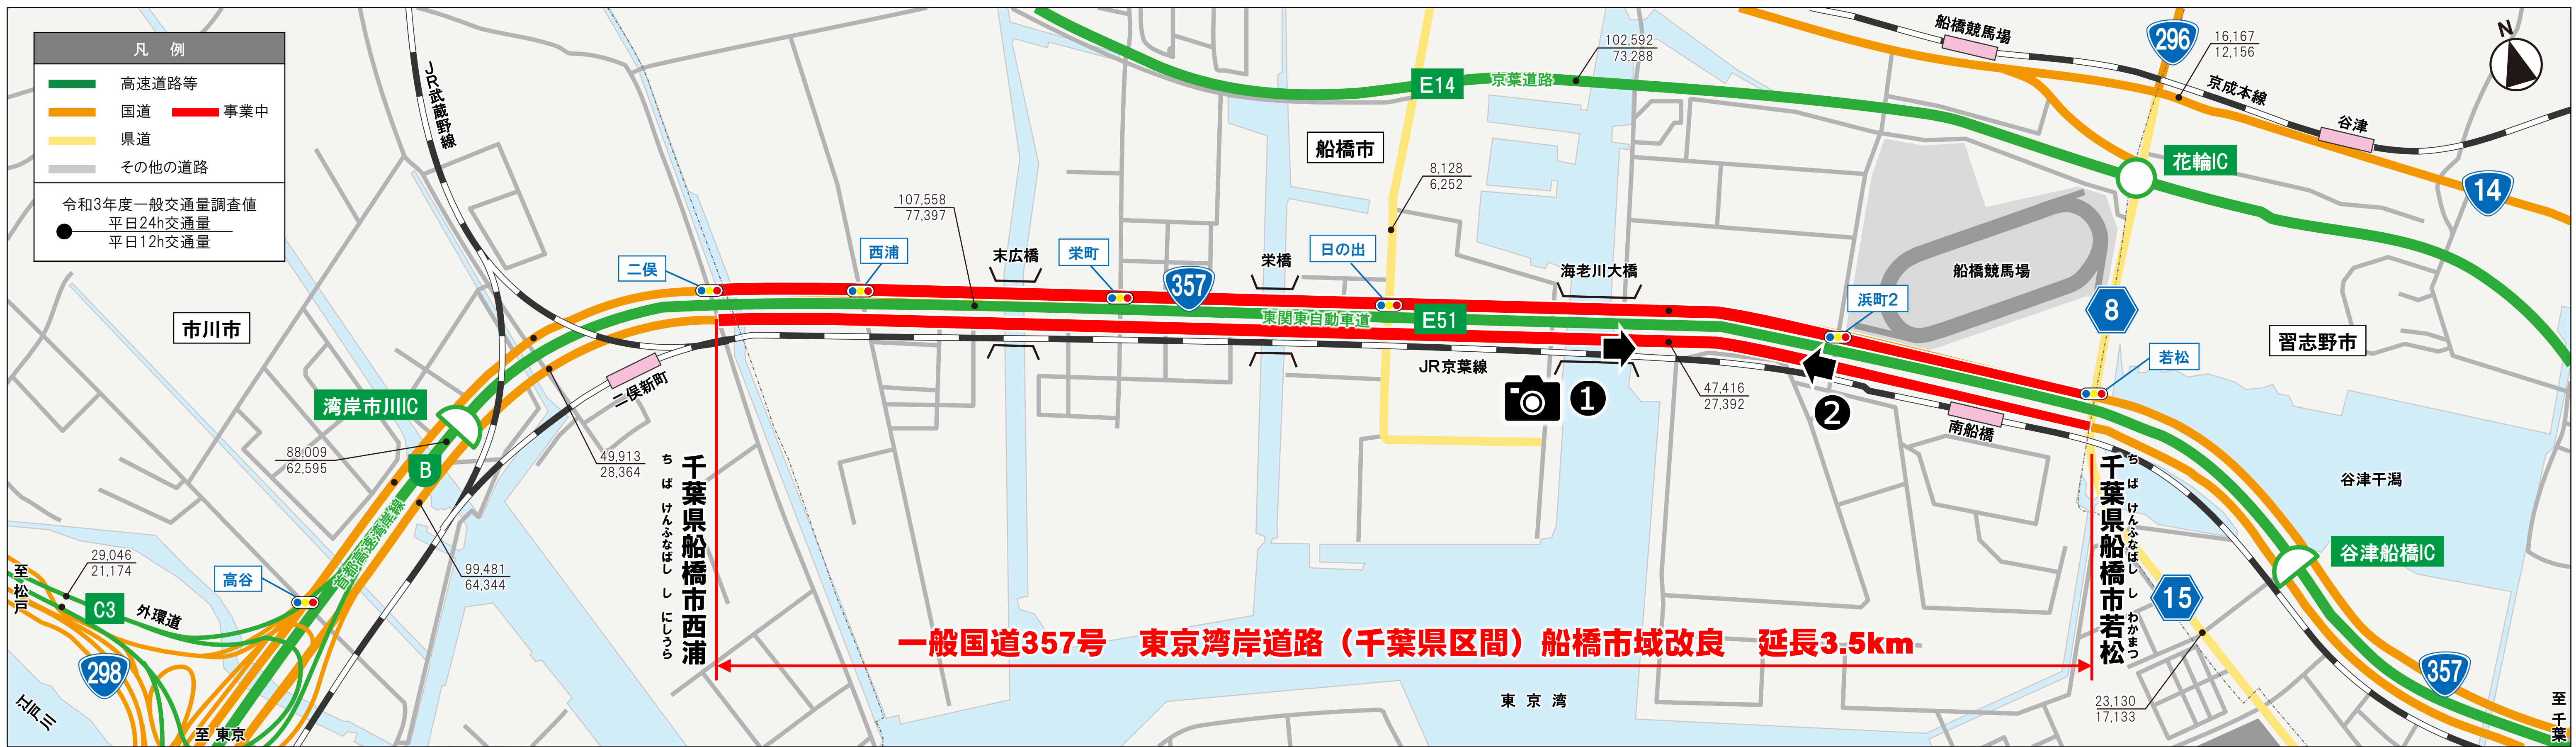 凡 例
高速道路等
国道 事業中
県道
その他の道路
令和3年度一般交通量調査値
平日24h交通量
平日12h交通量
JR武蔵野線
船橋競馬場
296
16,167
12,156
N
102,592
73,288
E14
京葉道路
京成本線
谷津
船橋市
花輪IC
14
8,128
6,252
107,558
77,397
二俣
西浦
末広橋
栄町
357
栄橋
日の出
海老川大橋
船橋競馬場
浜町2
8
市川市
東関東自動車道
E51
習志野市
若松
JR京葉線
二俣新町
湾岸市川IC
❶
47,416
27,392
❷
南船橋
88,009
62,595
B
49,913
28,364
千葉県船橋市西浦
ちばけんふなばしし にしうら
千葉県船橋市若松
ちばけんふなばしし わかまつ
谷津干潟
首都高速湾岸線
99,481
64,344
谷津船橋IC
29,046
21,174
至松戸
C3
外環道
高谷
15
一般国道357号 東京湾岸道路（千葉県区間）船橋市域改良 延長3.5km
298
江戸川
至 東京
東京湾
23,130
17,133
357
至 千葉